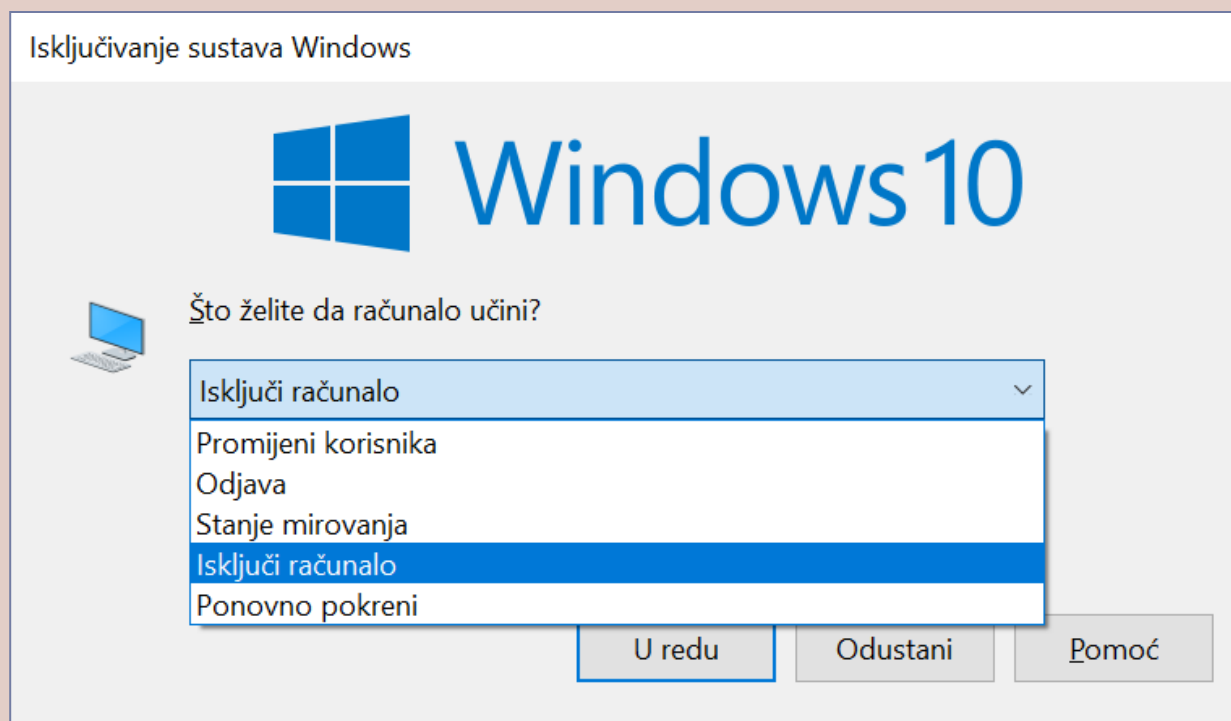 Isključivanje sustava Windows
Windows 10
Što želite da računalo učini?
Isključi računalo
Promijeni korisnika
Odjava
Stanje mirovanja
Isključi računalo
Ponovno pokreni
U redu Odustani Pomoć